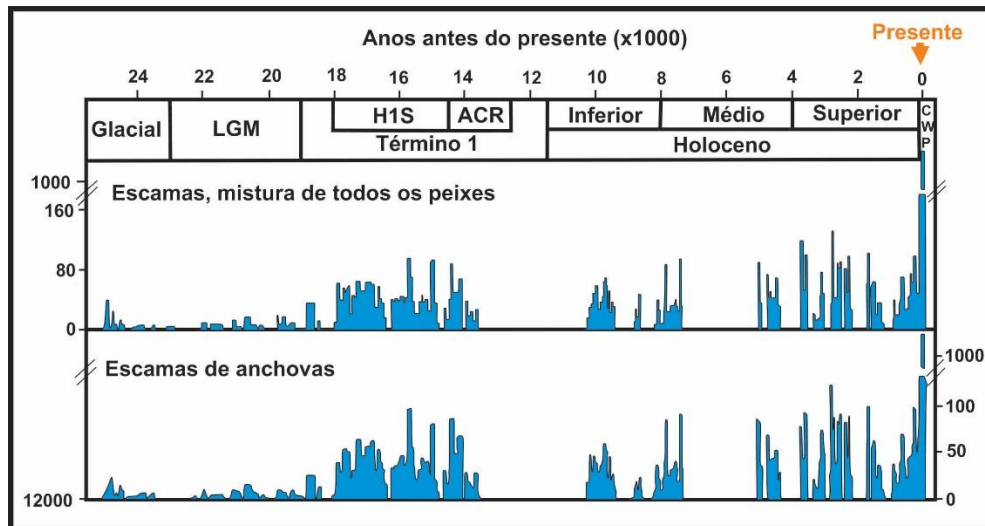 Anos antes do presente (x1000)
Presente
24 22 20 18 16 14 12 10 8 6 4 2 0
Glacial LGM H1S ACR Inferior Médio Superior CWP
Término 1 Holoceno
1000
Escamas, mistura de todos os peixes
160
80
0
Escamas de anchovas
1000
100
50
12000 0